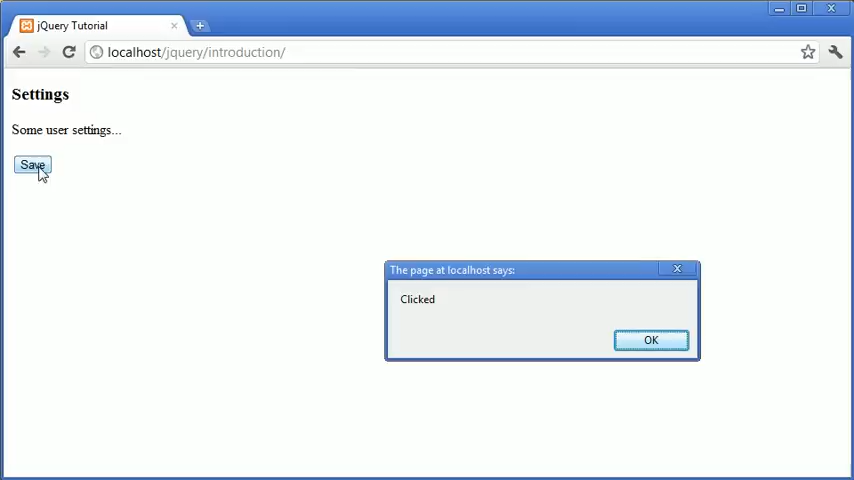 jQuery Tutorial
localhost/jquery/introduction/
Settings
Some user settings...
Save
The page at localhost says:
Clicked
OK